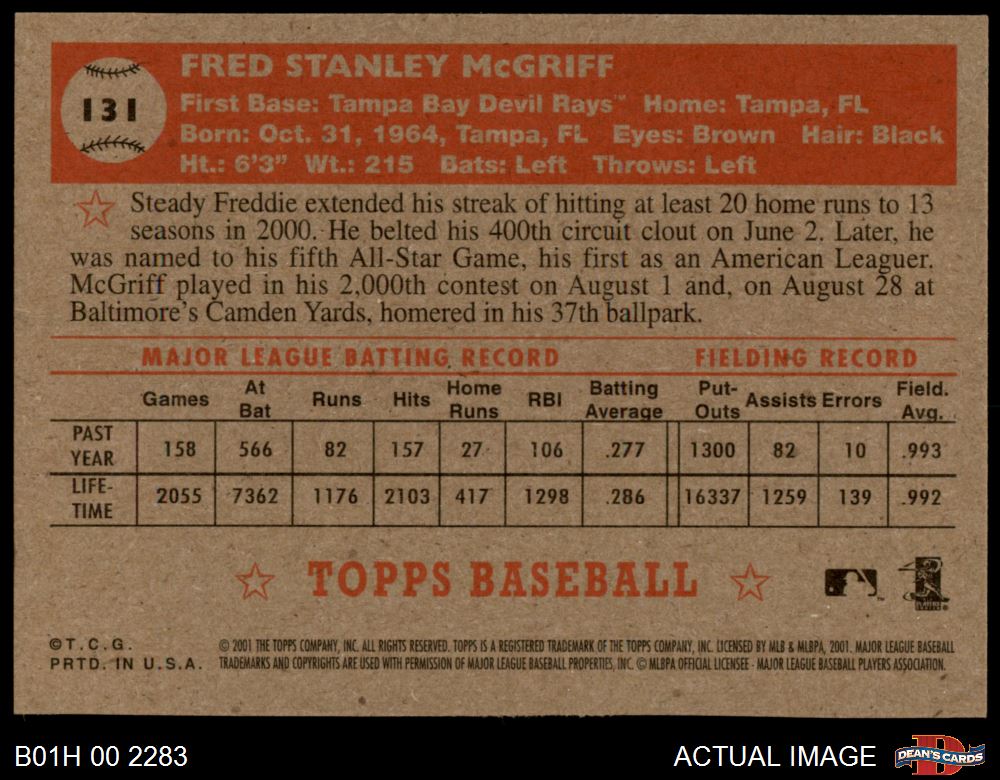 131
FRED STANLEY McGRIFF
First Base: Tampa Bay Devil Rays™ Home: Tampa, FL
Born: Oct. 31, 1964, Tampa, FL Eyes: Brown Hair: Black
Ht.: 6'3" Wt.: 215 Bats: Left Throws: Left
Steady Freddie extended his streak of hitting at least 20 home runs to 13
seasons in 2000. He belted his 400th circuit clout on June 2. Later, he
was named to his fifth All-Star Game, his first as an American Leaguer.
McGriff played in his 2,000th contest on August 1 and, on August 28 at
Baltimore's Camden Yards, homered in his 37th ballpark.
MAJOR LEAGUE BATTING RECORD FIELDING RECORD
Games At Bat Runs Hits Home Runs RBI Batting Average Put-Outs Assists Errors Field. Avg.
PAST YEAR 158 566 82 157 27 106 .277 1300 82 10 .993
LIFE-TIME 2055 7362 1176 2103 417 1298 .286 16337 1259 139 .992
TOPPS BASEBALL
©T.C.G.
PRTD. IN U.S.A.
© 2001 THE TOPPS COMPANY, INC. ALL RIGHTS RESERVED. TOPPS IS A REGISTERED TRADEMARK OF THE TOPPS COMPANY, INC. LICENSED BY MLB & MLBPA, 2001. MAJOR LEAGUE BASEBALL
TRADEMARKS AND COPYRIGHTS ARE USED WITH PERMISSION OF MAJOR LEAGUE BASEBALL PROPERTIES, INC. © MLBPA OFFICIAL LICENSEE - MAJOR LEAGUE BASEBALL PLAYERS ASSOCIATION.
B01H 00 2283
ACTUAL IMAGE
DEAN'S CARDS